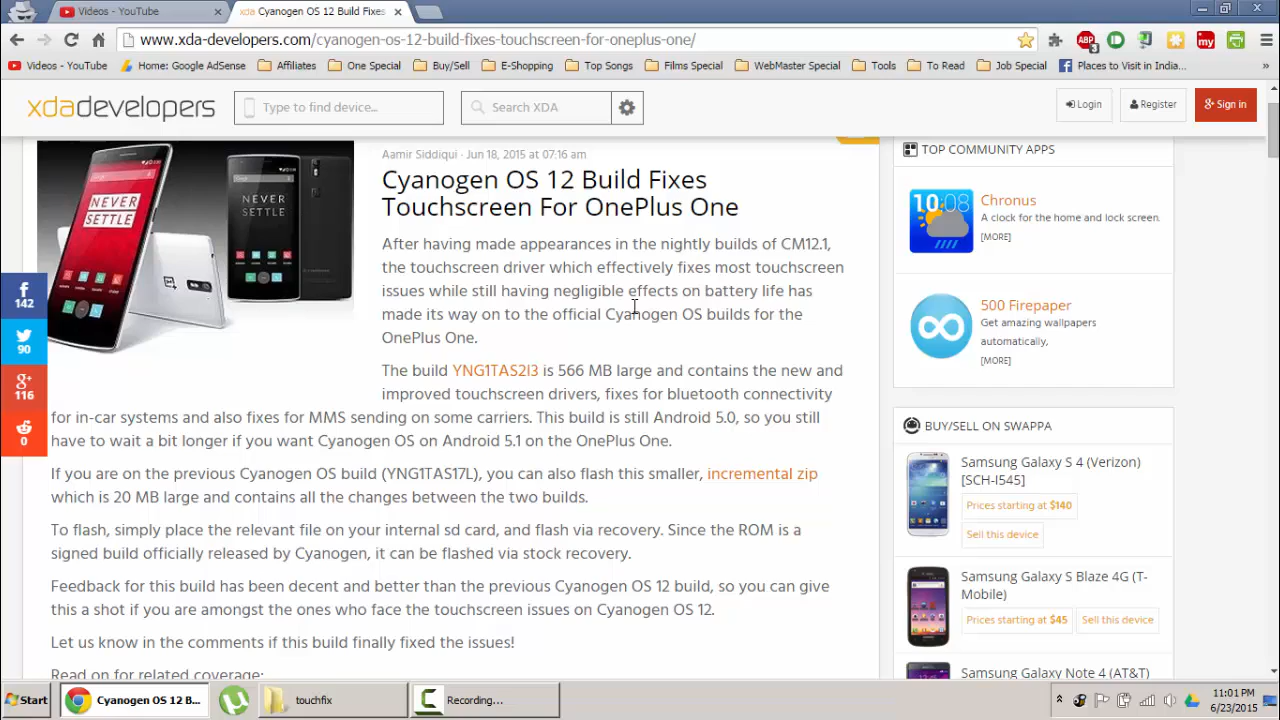 Videos - YouTube
Cyanogen OS 12 Build Fixes
www.xda-developers.com/cyanogen-os-12-build-fixes-touchscreen-for-oneplus-one/
ABP
3
my
Videos - YouTube
Home: Google AdSense
Affiliates
One Special
Buy/Sell
E-Shopping
Top Songs
Films Special
WebMaster Special
Tools
To Read
Job Special
Places to Visit in India...
xdadevelopers
Type to find device...
Search XDA
Login
Register
g+ Sign in
NEVER
SETTLE
NEVER
SETTLE
Aamir Siddiqui · Jun 18, 2015 at 07:16 am
Cyanogen OS 12 Build Fixes
Touchscreen For OnePlus One
After having made appearances in the nightly builds of CM12.1,
the touchscreen driver which effectively fixes most touchscreen
issues while still having negligible effects on battery life has
made its way on to the official Cyanogen OS builds for the
OnePlus One.
The build YNG1TAS2I3 is 566 MB large and contains the new and
improved touchscreen drivers, fixes for bluetooth connectivity
for in-car systems and also fixes for MMS sending on some carriers. This build is still Android 5.0, so you still
have to wait a bit longer if you want Cyanogen OS on Android 5.1 on the OnePlus One.
If you are on the previous Cyanogen OS build (YNG1TAS17L), you can also flash this smaller, incremental zip
which is 20 MB large and contains all the changes between the two builds.
To flash, simply place the relevant file on your internal sd card, and flash via recovery. Since the ROM is a
signed build officially released by Cyanogen, it can be flashed via stock recovery.
Feedback for this build has been decent and better than the previous Cyanogen OS 12 build, so you can give
this a shot if you are amongst the ones who face the touchscreen issues on Cyanogen OS 12.
Let us know in the comments if this build finally fixed the issues!
Read on for related coverage:
f
142
90
g+
116
0
TOP COMMUNITY APPS
10:08
Chronus
A clock for the home and lock screen.
[MORE]
500 Firepaper
Get amazing wallpapers
automatically,
[MORE]
BUY/SELL ON SWAPPA
Samsung Galaxy S 4 (Verizon)
[SCH-I545]
Prices starting at $140
Sell this device
Samsung Galaxy S Blaze 4G (T-
Mobile)
Prices starting at $45
Sell this device
Samsung Galaxy Note 4 (AT&T)
Start
Cyanogen OS 12 B...
touchfix
Recording...
11:01 PM
6/23/2015